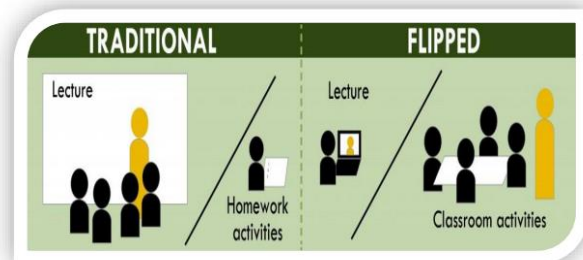 TRADITIONAL
Lecture
Homework
activities
FLIPPED
Lecture
Classroom activities